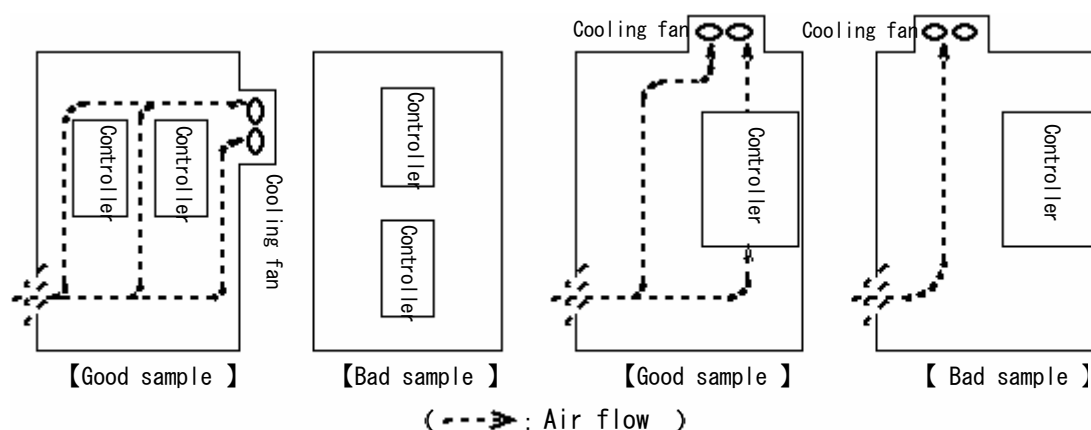 Cooling fan
Cooling fan
Controller
Controller
Cooling fan
Controller
Controller
Controller
Controller
【Good sample 】
【Bad sample 】
【Good sample 】
【 Bad sample 】
( : Air flow )